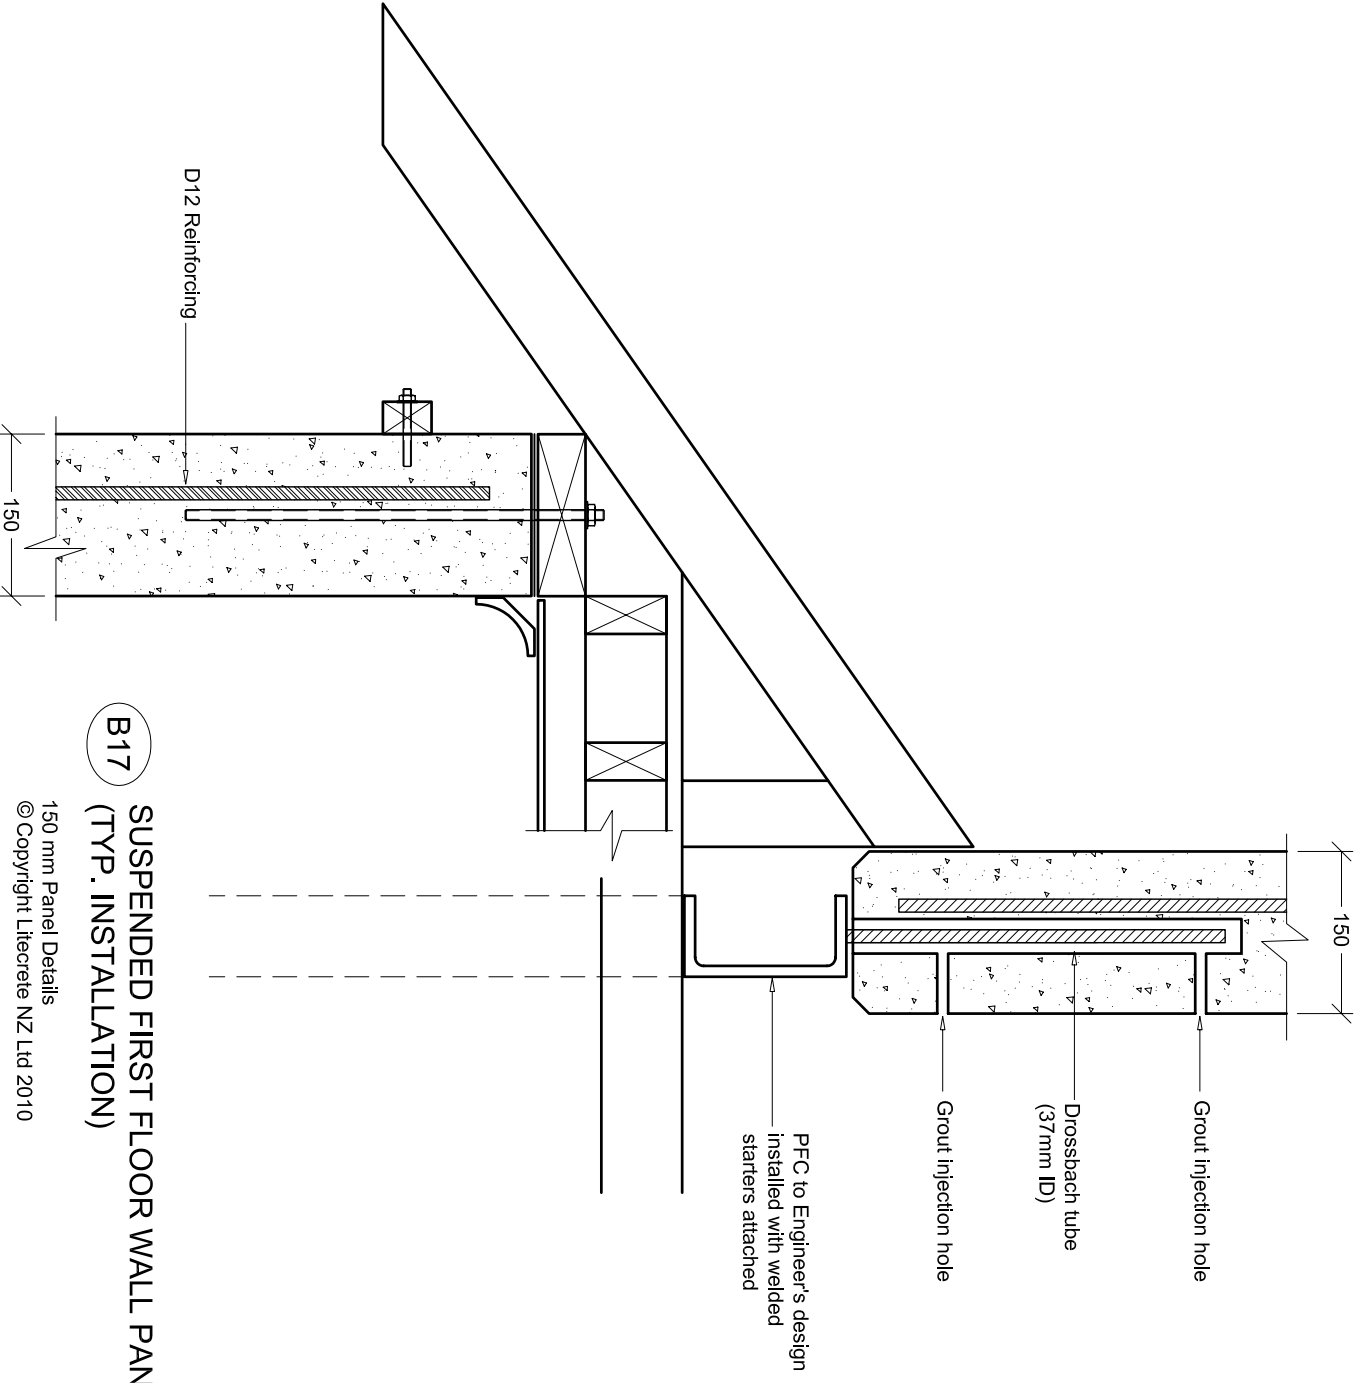 150
Grout injection hole
Drossbach tube
(37mm ID)
Grout injection hole
PFC to Engineer's design
installed with welded
starters attached
D12 Reinforcing
150
B17
SUSPENDED FIRST FLOOR WALL PAN
(TYP. INSTALLATION)
150 mm Panel Details
© Copyright Litecrete NZ Ltd 2010